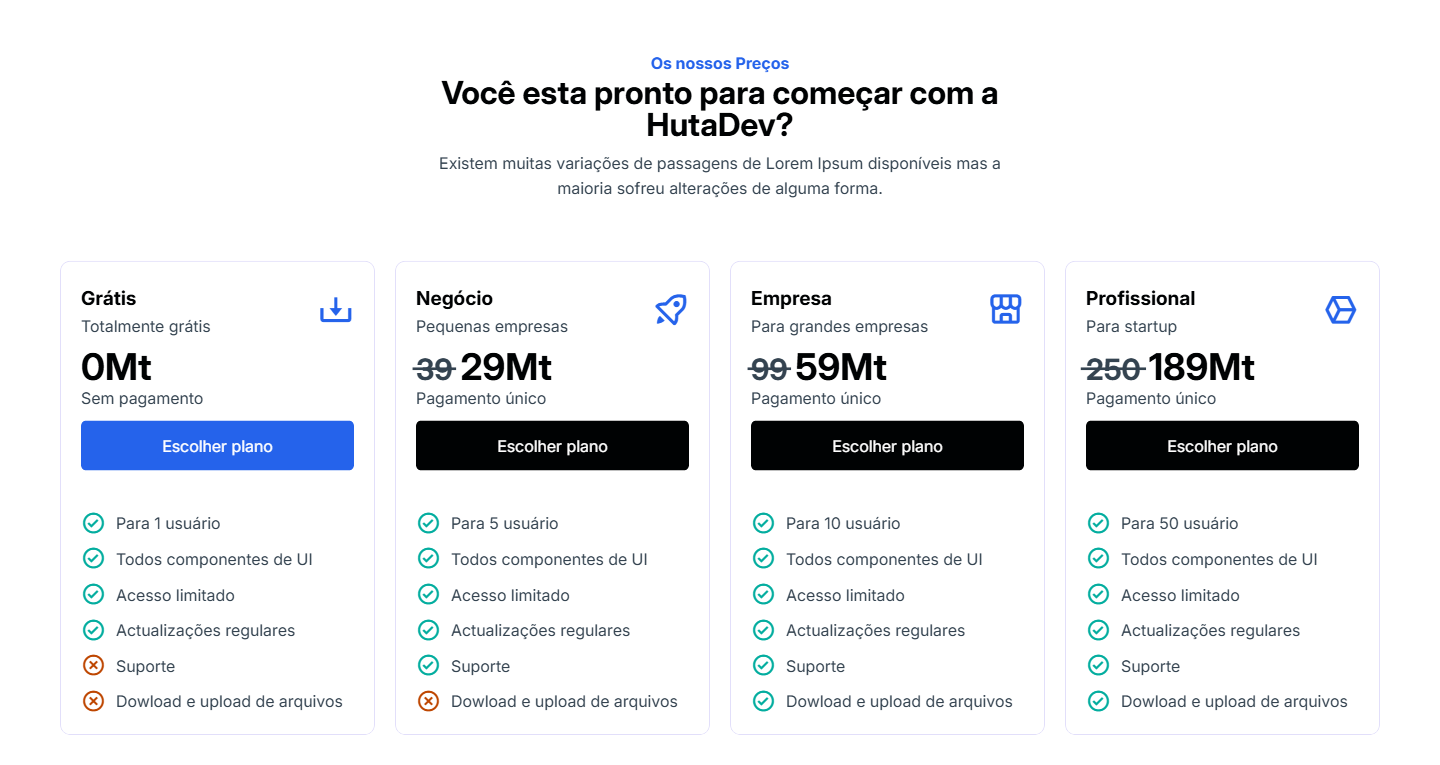 Os nossos Preços
Você esta pronto para começar com a
HutaDev?
Existem muitas variações de passagens de Lorem Ipsum disponíveis mas a
maioria sofreu alterações de alguma forma.
Grátis
Totalmente grátis
0Mt
Sem pagamento
Escolher plano
Para 1 usuário
Todos componentes de UI
Acesso limitado
Actualizações regulares
Suporte
Dowload e upload de arquivos
Negócio
Pequenas empresas
39 29Mt
Pagamento único
Escolher plano
Para 5 usuário
Todos componentes de UI
Acesso limitado
Actualizações regulares
Suporte
Dowload e upload de arquivos
Empresa
Para grandes empresas
99 59Mt
Pagamento único
Escolher plano
Para 10 usuário
Todos componentes de UI
Acesso limitado
Actualizações regulares
Suporte
Dowload e upload de arquivos
Profissional
Para startup
250 189Mt
Pagamento único
Escolher plano
Para 50 usuário
Todos componentes de UI
Acesso limitado
Actualizações regulares
Suporte
Dowload e upload de arquivos